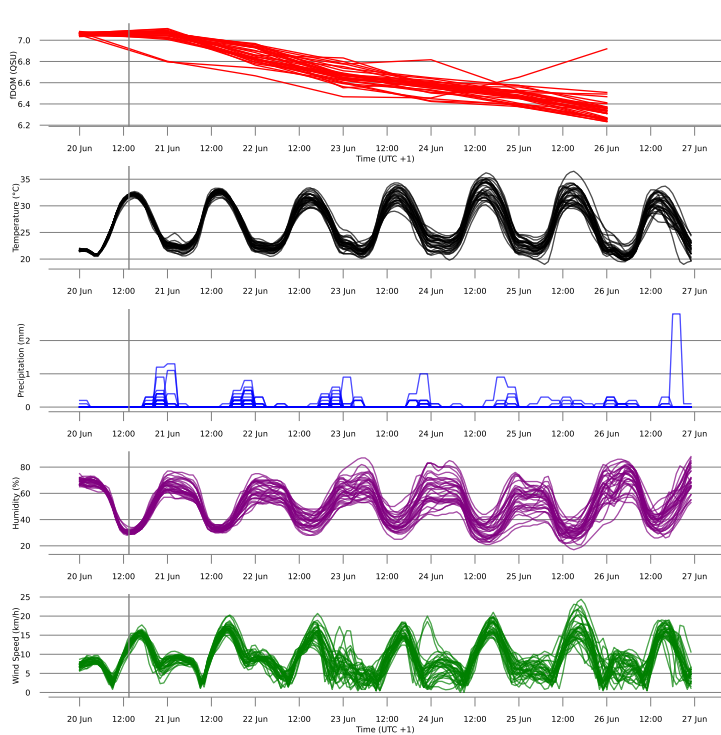 7.0
6.8
6.6
6.4
6.2
fDOM (QSU)
20 Jun 12:00 21 Jun 12:00 22 Jun 12:00 23 Jun 12:00 24 Jun 12:00 25 Jun 12:00 26 Jun 12:00 27 Jun
Time (UTC +1)
35
30
25
20
Temperature (°C)
20 Jun 12:00 21 Jun 12:00 22 Jun 12:00 23 Jun 12:00 24 Jun 12:00 25 Jun 12:00 26 Jun 12:00 27 Jun
2
1
0
Precipitation (mm)
20 Jun 12:00 21 Jun 12:00 22 Jun 12:00 23 Jun 12:00 24 Jun 12:00 25 Jun 12:00 26 Jun 12:00 27 Jun
80
60
40
20
Humidity (%)
20 Jun 12:00 21 Jun 12:00 22 Jun 12:00 23 Jun 12:00 24 Jun 12:00 25 Jun 12:00 26 Jun 12:00 27 Jun
25
20
15
10
5
0
Wind Speed (km/h)
20 Jun 12:00 21 Jun 12:00 22 Jun 12:00 23 Jun 12:00 24 Jun 12:00 25 Jun 12:00 26 Jun 12:00 27 Jun
Time (UTC +1)